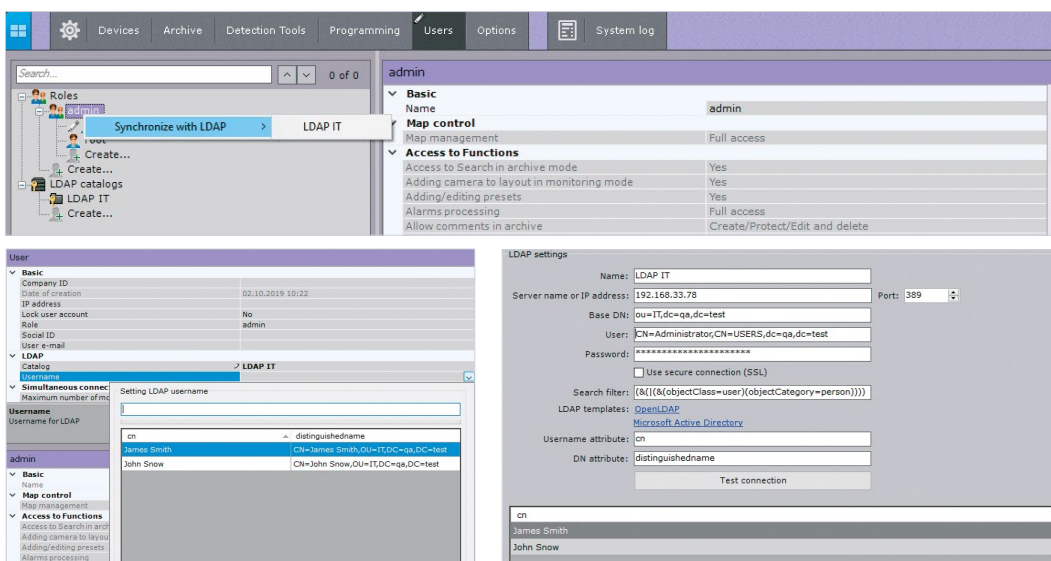 Devices Archive Detection Tools Programming Users Options System log
Search... 0 of 0
Roles
admin
Synchronize with LDAP > LDAP IT
root
Create...
Create...
LDAP catalogs
LDAP IT
Create...
admin
Basic
Name admin
Map control
Map management Full access
Access to Functions
Access to Search in archive mode Yes
Adding camera to layout in monitoring mode Yes
Adding/editing presets Yes
Alarms processing Full access
Allow comments in archive Create/Protect/Edit and delete
User
Basic
Company ID
Date of creation 02.10.2019 10:22
IP address
Lock user account No
Role admin
Social ID
User e-mail
LDAP
Catalog LDAP IT
Username
Simultaneous connec
Maximum number of mo
Username
Username for LDAP
Setting LDAP username
cn distinguishedname
James Smith CN=James Smith,OU=IT,DC=qa,DC=test
John Snow CN=John Snow,OU=IT,DC=qa,DC=test
admin
Basic
Name
Map control
Map management
Access to Functions
Access to Search in arch
Adding camera to layou
Adding/editing presets
Alarms processing
LDAP settings
Name: LDAP IT
Server name or IP address: 192.168.33.78 Port: 389
Base DN: ou=IT,dc=qa,dc=test
User: CN=Administrator,CN=USERS,dc=qa,dc=test
Password: **********************
Use secure connection (SSL)
Search filter: (&(|(&(objectClass=user)(objectCategory=person))))
LDAP templates: OpenLDAP
Microsoft Active Directory
Username attribute: cn
DN attribute: distinguishedname
Test connection
cn
James Smith
John Snow